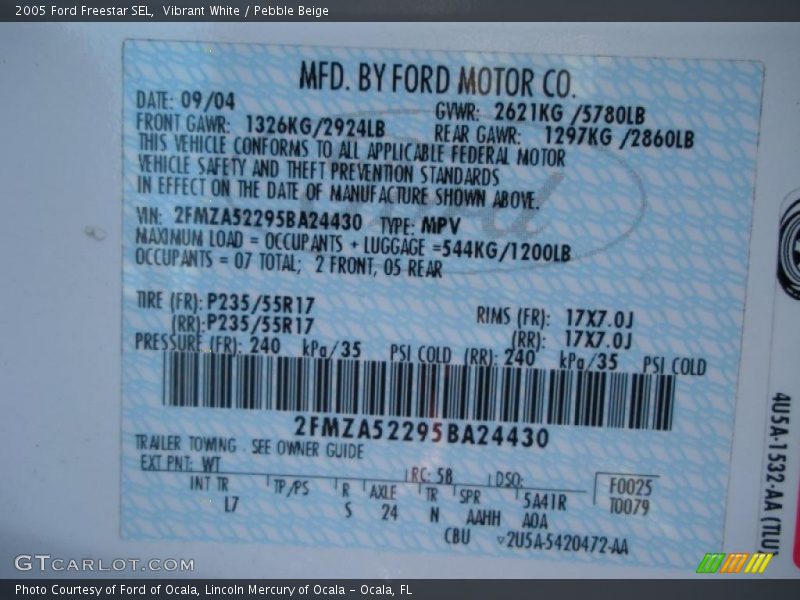 2005 Ford Freestar SEL,  Vibrant White / Pebble Beige
MFD. BY FORD MOTOR CO.
DATE: 09/04 GVWR: 2621KG /5780LB
FRONT GAWR: 1326KG/2924LB REAR GAWR: 1297KG /2860LB
THIS VEHICLE CONFORMS TO ALL APPLICABLE FEDERAL MOTOR
VEHICLE SAFETY AND THEFT PREVENTION STANDARDS
IN EFFECT ON THE DATE OF MANUFACTURE SHOWN ABOVE.
VIN: 2FMZA52295BA24430 TYPE: MPV
MAXIMUM LOAD = OCCUPANTS + LUGGAGE =544KG/1200LB
OCCUPANTS = 07 TOTAL; 2 FRONT, 05 REAR
TIRE (FR): P235/55R17 RIMS (FR): 17X7.0J
(RR):P235/55R17 (RR): 17X7.0J
PRESSURE (FR): 240 kPa/35 PSI COLD (RR): 240 kPa/35 PSI COLD
2FMZA52295BA24430
TRAILER TOWING . SEE OWNER GUIDE
EXT PNT: WT RC: 58 DSO: F0025
INT TR TP/PS R AXLE TR SPR 5A41R T0079
L7 S 24 N AAHH AOA
CBU ▿2U5A-5420472-AA
4U5A-1532-AA (TLU)
GTCARLOT.COM
Photo Courtesy of Ford of Ocala, Lincoln Mercury of Ocala – Ocala, FL